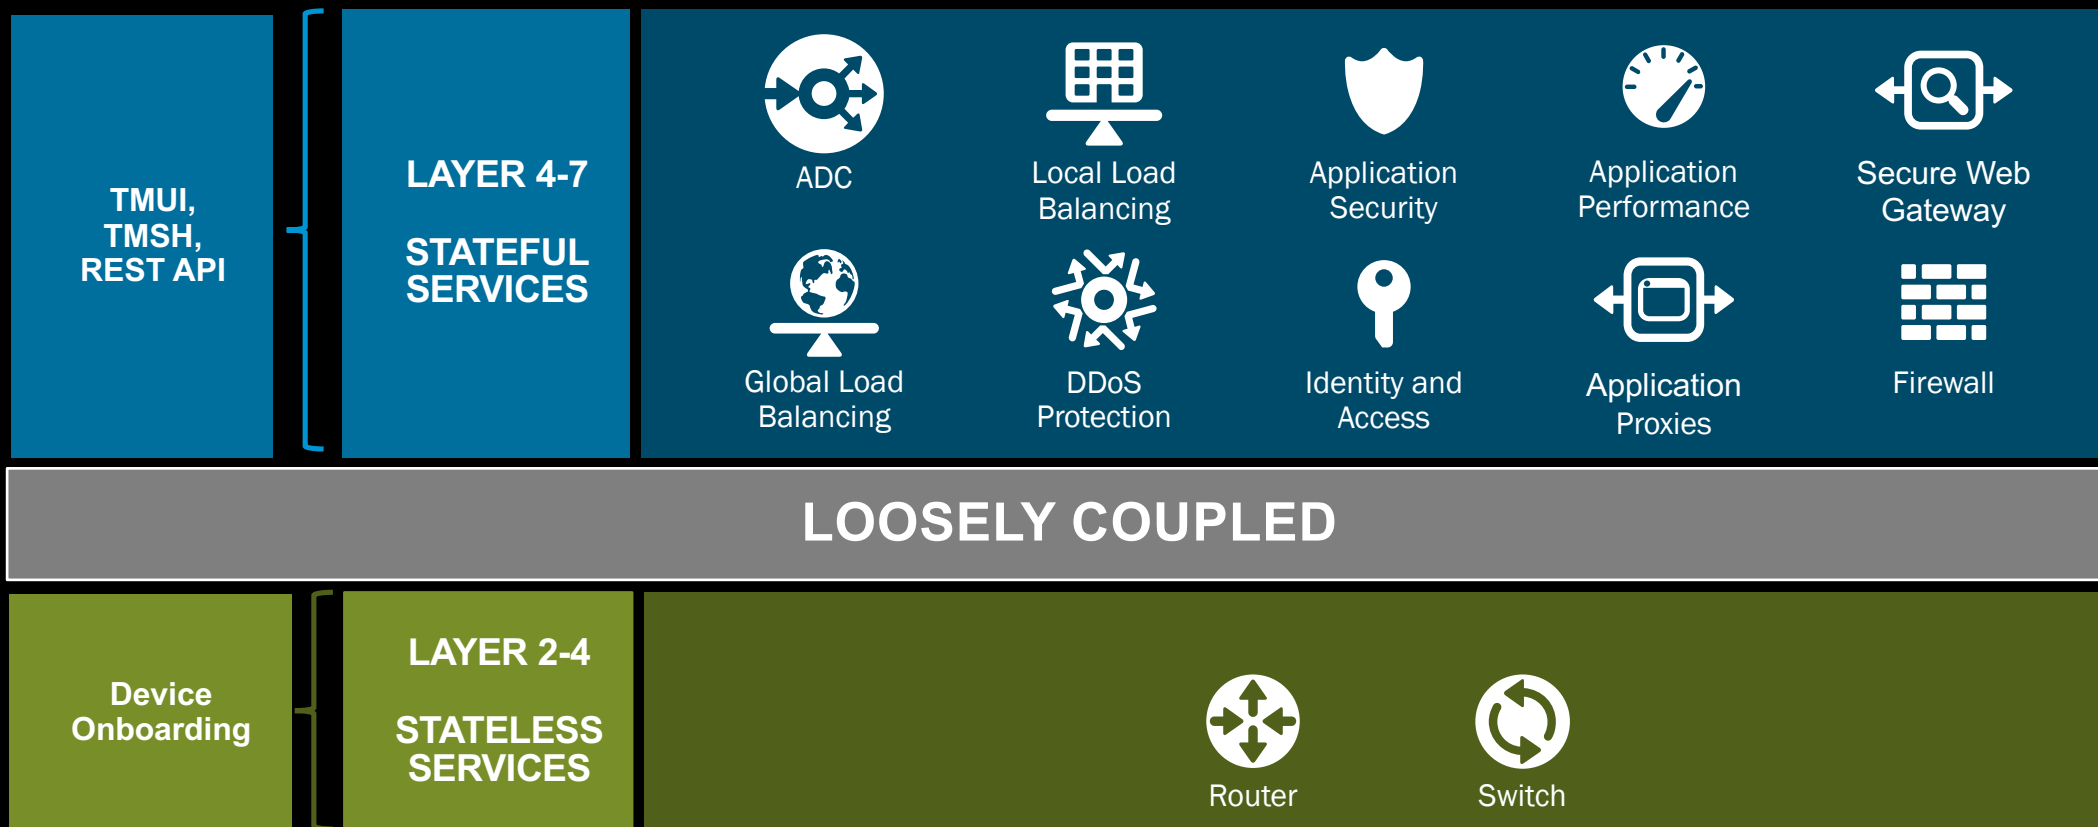 TMUI,
TMSH,
REST API
LAYER 4-7
STATEFUL
SERVICES
ADC
Local Load
Balancing
Application
Security
Application
Performance
Secure Web
Gateway
Global Load
Balancing
DDoS
Protection
Identity and
Access
Application
Proxies
Firewall
LOOSELY COUPLED
Device
Onboarding
LAYER 2-4
STATELESS
SERVICES
Router
Switch